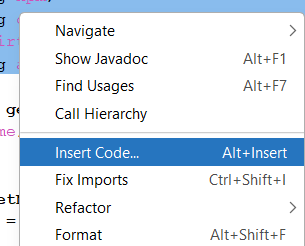 Navigate
Show Javadoc Alt+F1
Find Usages Alt+F7
Call Hierarchy
Insert Code... Alt+Insert
Fix Imports Ctrl+Shift+I
Refactor
Format Alt+Shift+F